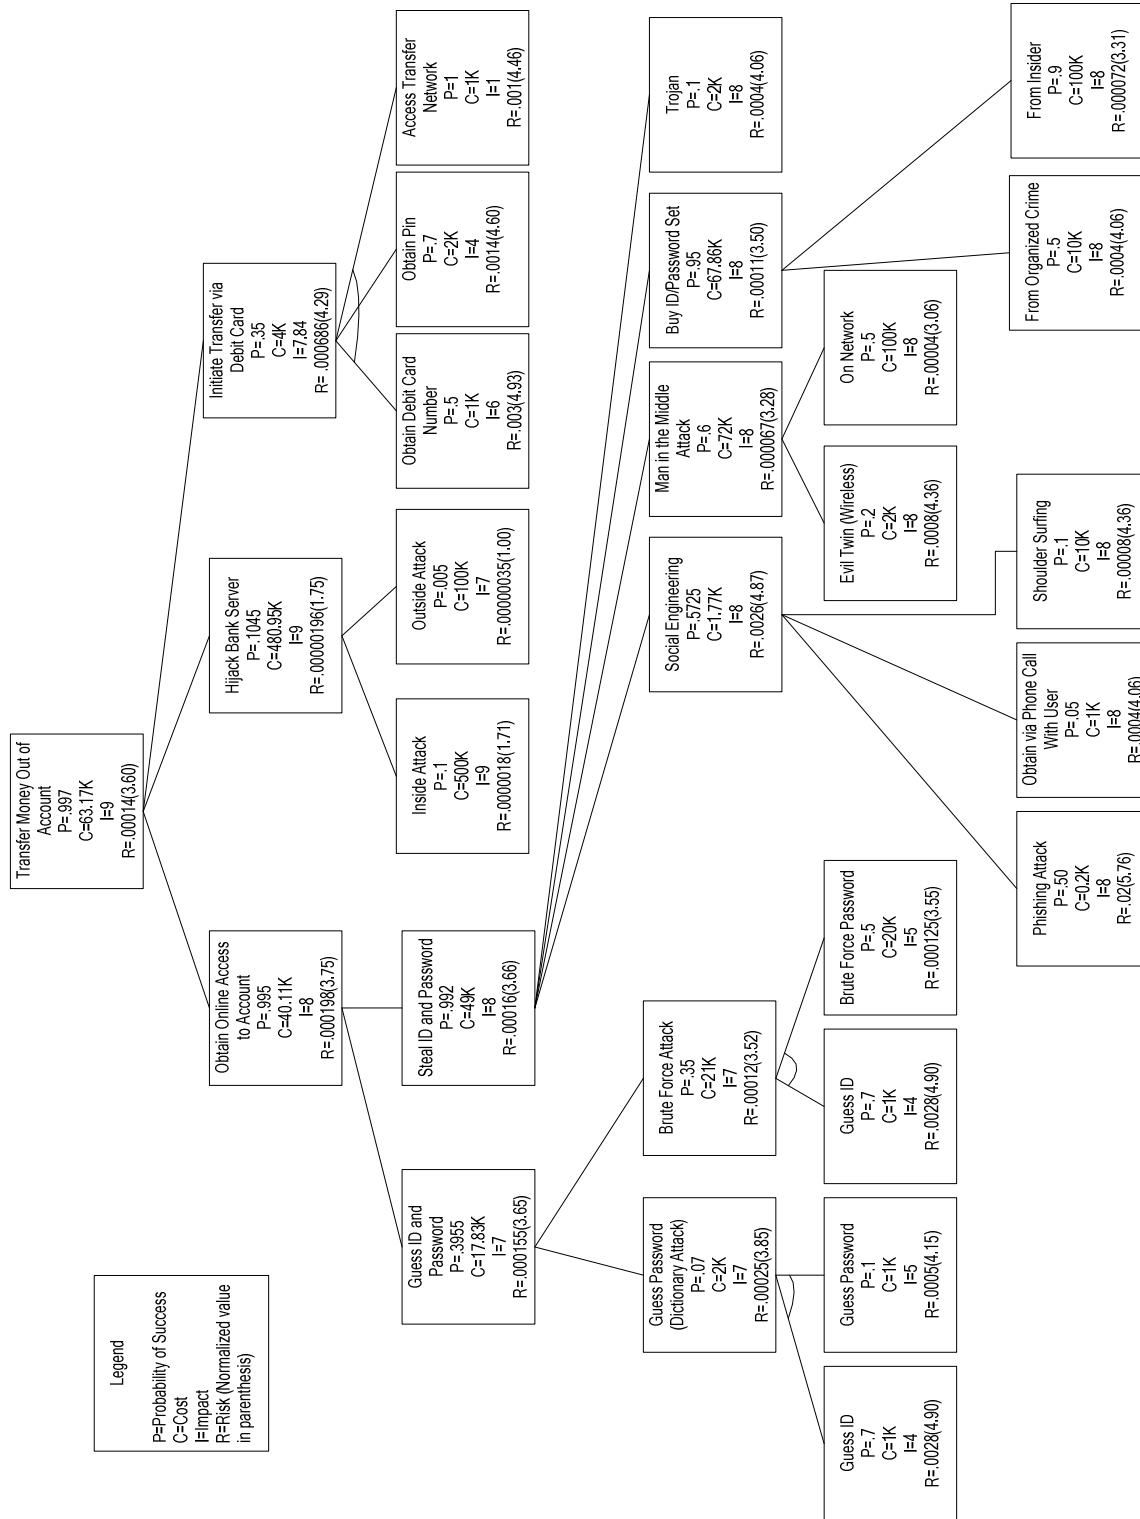 Transfer Money Out of
Account
P=.997
C=63.17K
I=9
R=.00014(3.60)
Legend
P=Probability of Success
C=Cost
I=Impact
R=Risk (Normalized value
in parenthesis)
Obtain Online Access
to Account
P=.995
C=40.11K
I=8
R=.000198(3.75)
Hijack Bank Server
P=.1045
C=480.95K
I=9
R=.00000196(1.75)
Initiate Transfer via
Debit Card
P=.35
C=4K
I=7.84
R=.000686(4.29)
Guess ID and
Password
P=.3955
C=17.83K
I=7
R=.000155(3.65)
Steal ID and Password
P=.992
C=49K
I=8
R=.00016(3.66)
Inside Attack
P=.1
C=500K
I=9
R=.0000018(1.71)
Outside Attack
P=.005
C=100K
I=7
R=.00000035(1.00)
Obtain Debit Card
Number
P=.5
C=1K
I=6
R=.003(4.93)
Obtain Pin
P=.7
C=2K
I=4
R=.0014(4.60)
Access Transfer
Network
P=1
C=1K
I=1
R=.001(4.46)
Guess Password
(Dictionary Attack)
P=.07
C=2K
I=7
R=.00025(3.85)
Brute Force Attack
P=.35
C=21K
I=7
R=.00012(3.52)
Social Engineering
P=.5725
C=1.77K
I=8
R=.0026(4.87)
Man in the Middle
Attack
P=.6
C=72K
I=8
R=.000067(3.28)
Buy ID/Password Set
P=.95
C=67.86K
I=8
R=.00011(3.50)
Trojan
P=.1
C=2K
I=8
R=.0004(4.06)
Guess ID
P=.7
C=1K
I=4
R=.0028(4.90)
Guess Password
P=.1
C=1K
I=5
R=.0005(4.15)
Guess ID
P=.7
C=1K
I=4
R=.0028(4.90)
Brute Force Password
P=.5
C=20K
I=5
R=.000125(3.55)
Evil Twin (Wireless)
P=.2
C=2K
I=8
R=.0008(4.36)
On Network
P=.5
C=100K
I=8
R=.00004(3.06)
Phishing Attack
P=.50
C=0.2K
I=8
R=.02(5.76)
Obtain via Phone Call
With User
P=.05
C=1K
I=8
R=.0004(4.06)
Shoulder Surfing
P=.1
C=10K
I=8
R=.00008(4.36)
From Organized Crime
P=.5
C=10K
I=8
R=.0004(4.06)
From Insider
P=.9
C=100K
I=8
R=.000072(3.31)